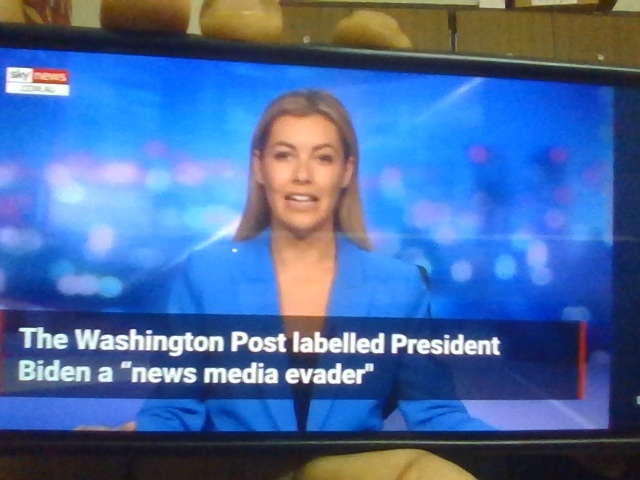 sky news
.COM.AU
The Washington Post labelled President
Biden a "news media evader"